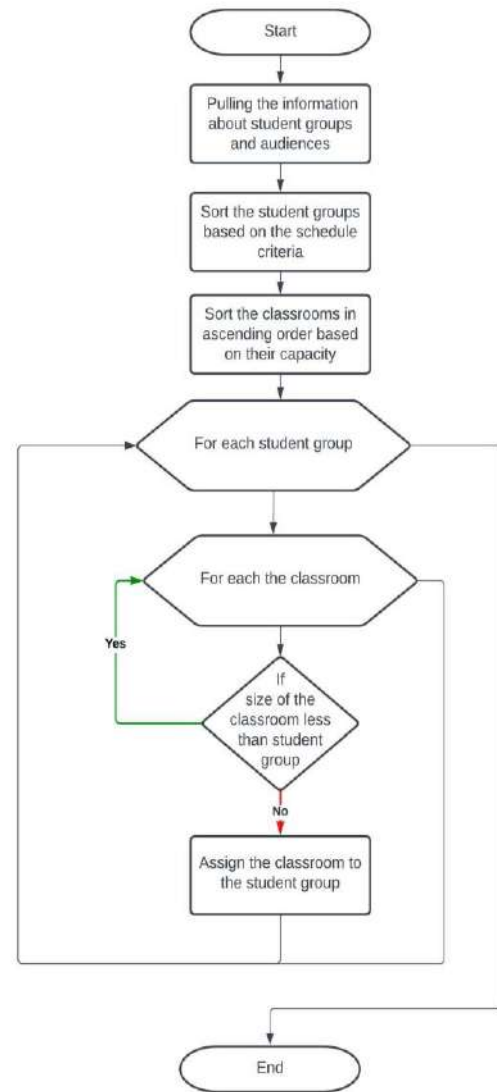 Start
Pulling the information
about student groups
and audiences
Sort the student groups
based on the schedule
criteria
Sort the classrooms in
ascending order based
on their capacity
For each student group
For each the classroom
Yes
If
size of the
classroom less
than student
group
No
Assign the classroom to
the student group
End